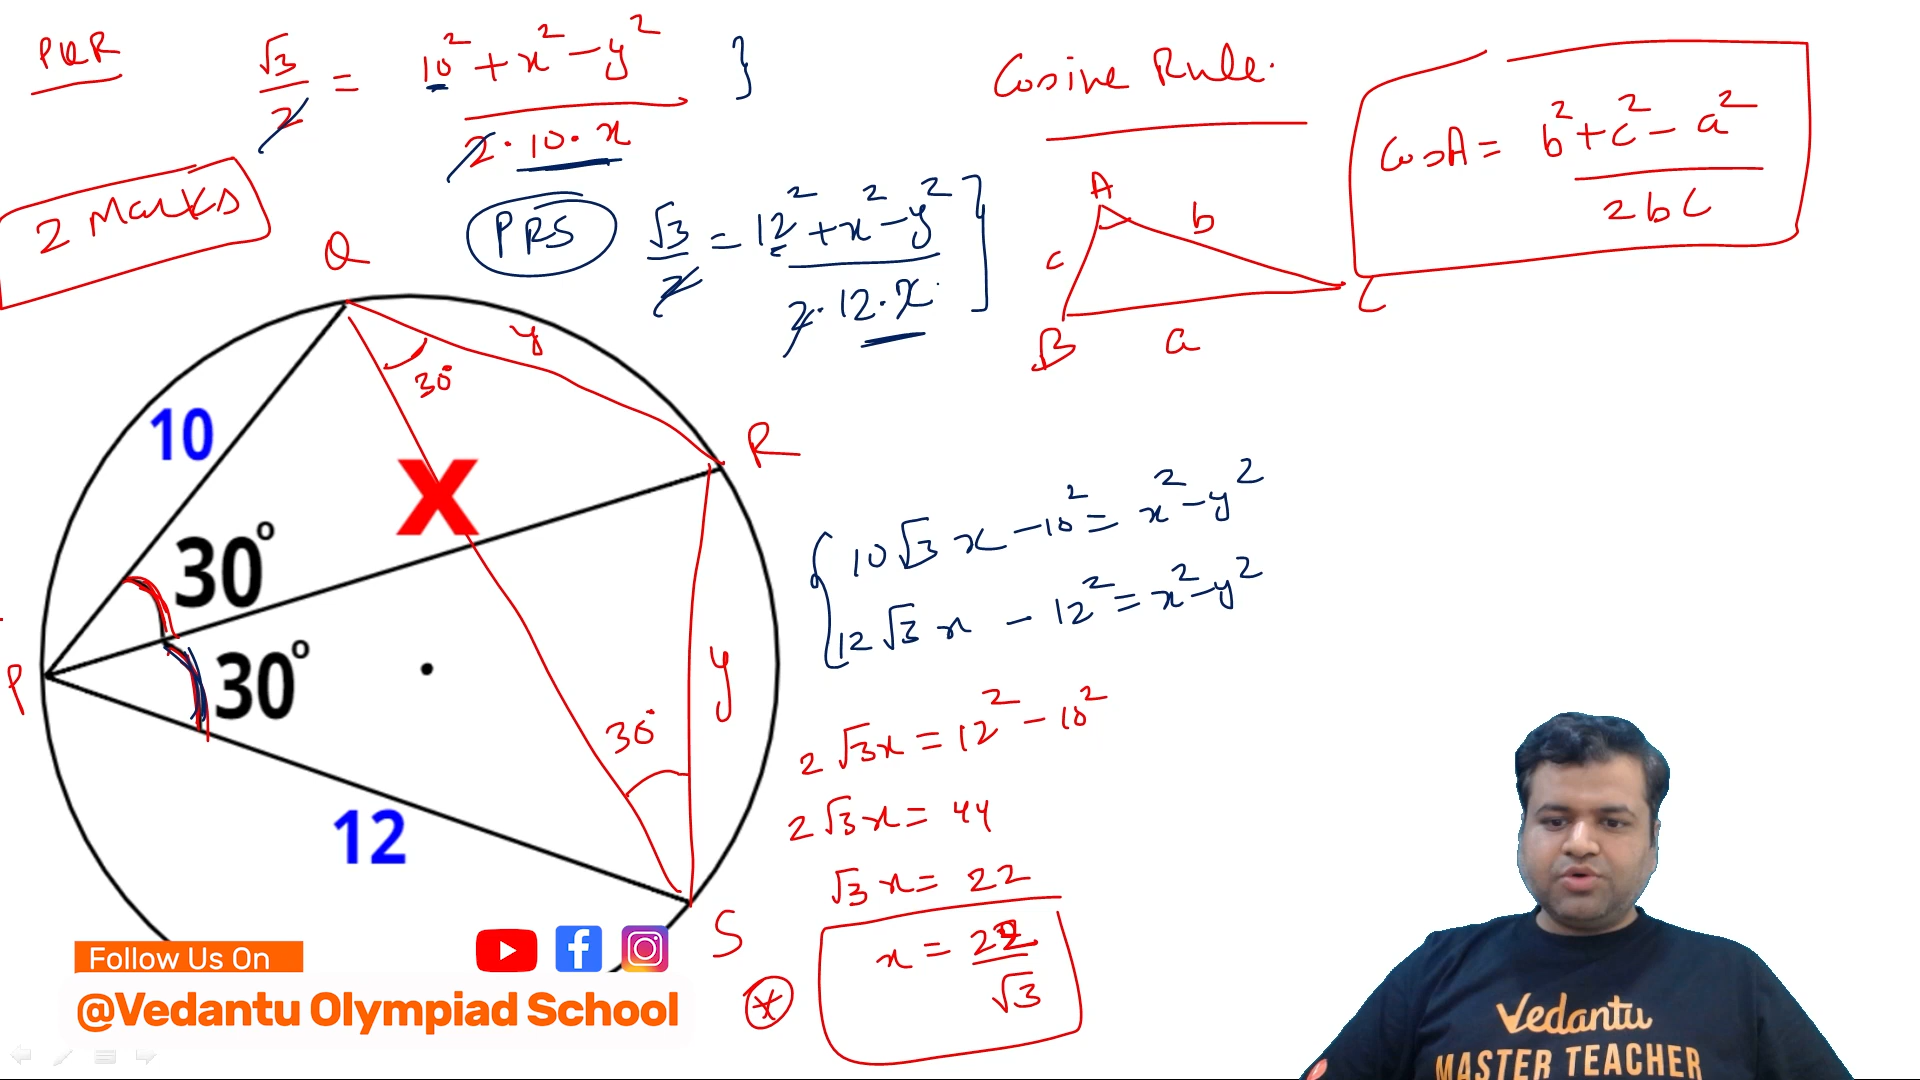 PQR
√3/2 = 10² + x² - y² / 2 · 10 · x }
2 Marks
PRS √3/2 = 12² + x² - y² / 2 · 12 · x ]
Cosine Rule.
CosA = b² + c² - a² / 2bc
A
b
c
B
a
C
Q
y
30°
10
R
X
30°
P
30°
y
30°
12
S
10√3x - 10² = x² - y²
12√3x - 12² = x² - y²
2√3x = 12² - 10²
2√3x = 44
√3x = 22
x = 22/√3
Follow Us On
@Vedantu Olympiad School
Vedantu
MASTER TEACHER